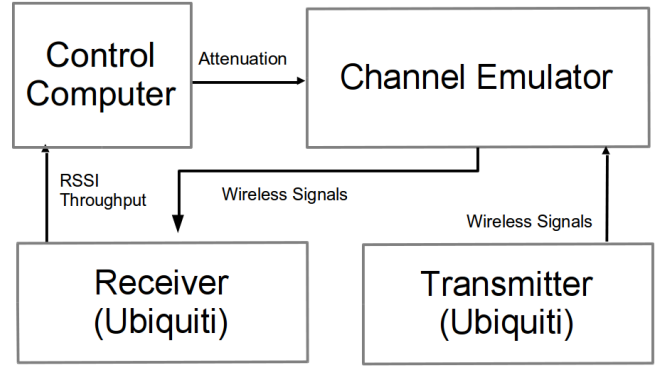 Control
Computer
Attenuation
Channel Emulator
RSSI
Throughput
Wireless Signals
Wireless Signals
Receiver
(Ubiquiti)
Transmitter
(Ubiquiti)